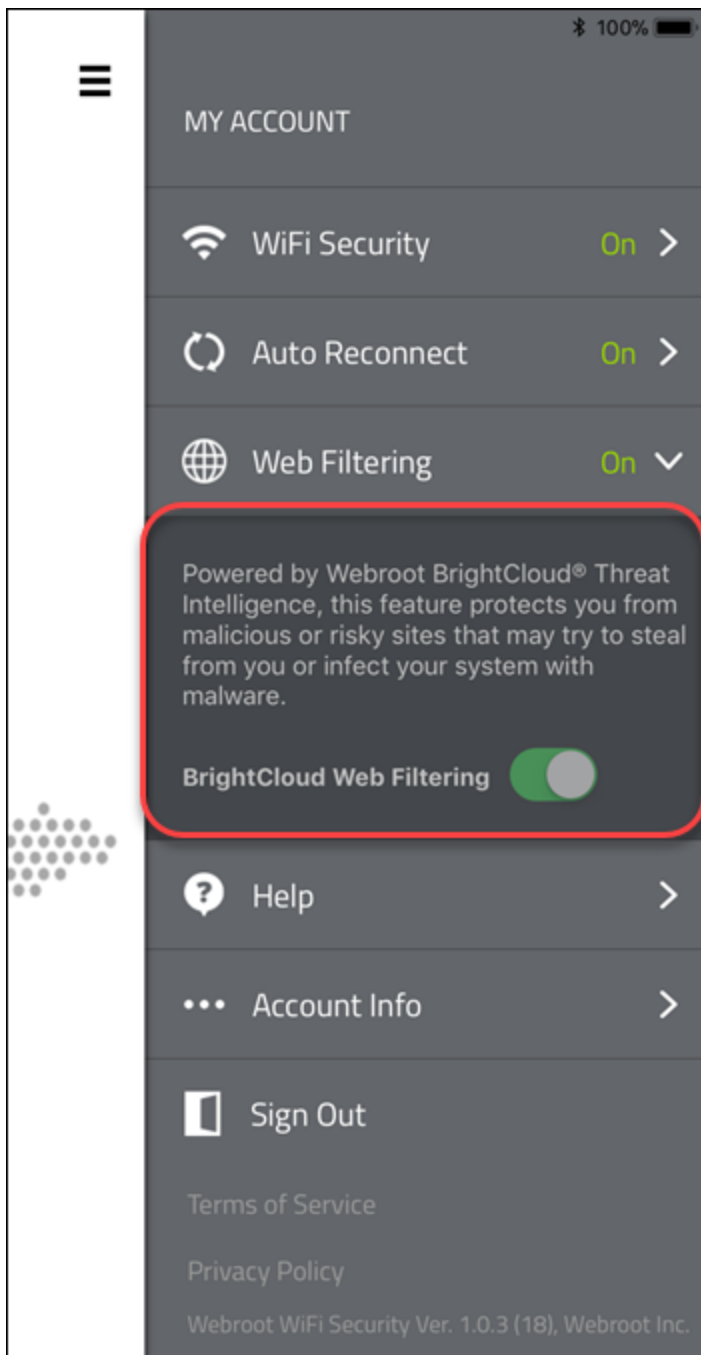 100%
MY ACCOUNT
WiFi Security On
Auto Reconnect On
Web Filtering On
Powered by Webroot BrightCloud® Threat
Intelligence, this feature protects you from
malicious or risky sites that may try to steal
from you or infect your system with
malware.
BrightCloud Web Filtering
Help
Account Info
Sign Out
Terms of Service
Privacy Policy
Webroot WiFi Security Ver. 1.0.3 (18), Webroot Inc.